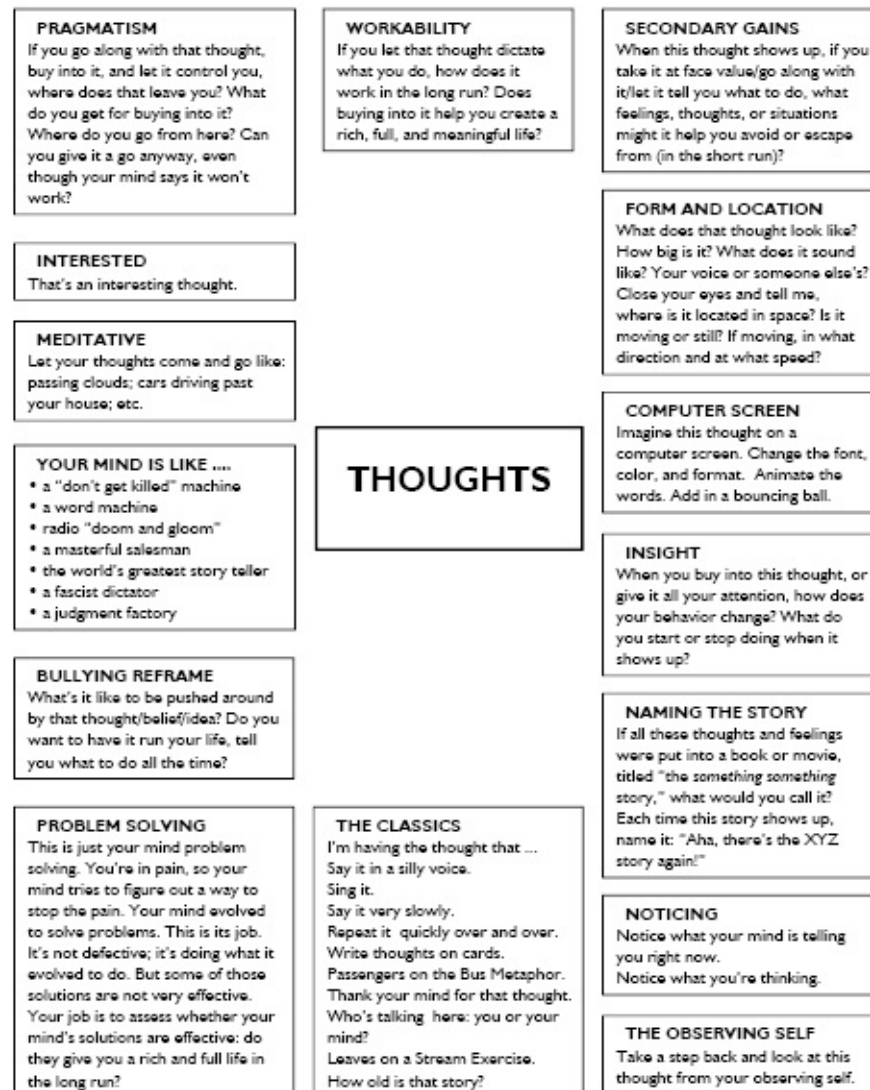 PRAGMATISM
If you go along with that thought,
buy into it, and let it control you,
where does that leave you? What
do you get for buying into it?
Where do you go from here? Can
you give it a go anyway, even
though your mind says it won't
work?
WORKABILITY
If you let that thought dictate
what you do, how does it
work in the long run? Does
buying into it help you create a
rich, full, and meaningful life?
SECONDARY GAINS
When this thought shows up, if you
take it at face value/go along with
it/let it tell you what to do, what
feelings, thoughts, or situations
might it help you avoid or escape
from (in the short run)?
INTERESTED
That's an interesting thought.
FORM AND LOCATION
What does that thought look like?
How big is it? What does it sound
like? Your voice or someone else's?
Close your eyes and tell me,
where is it located in space? Is it
moving or still? If moving, in what
direction and at what speed?
MEDITATIVE
Let your thoughts come and go like:
passing clouds; cars driving past
your house; etc.
YOUR MIND IS LIKE ....
• a "don't get killed" machine
• a word machine
• radio "doom and gloom"
• a masterful salesman
• the world's greatest story teller
• a fascist dictator
• a judgment factory
THOUGHTS
COMPUTER SCREEN
Imagine this thought on a
computer screen. Change the font,
color, and format. Animate the
words. Add in a bouncing ball.
INSIGHT
When you buy into this thought, or
give it all your attention, how does
your behavior change? What do
you start or stop doing when it
shows up?
BULLYING REFRAME
What's it like to be pushed around
by that thought/belief/idea? Do you
want to have it run your life, tell
you what to do all the time?
NAMING THE STORY
If all these thoughts and feelings
were put into a book or movie,
titled "the something something
story," what would you call it?
Each time this story shows up,
name it: "Aha, there's the XYZ
story again!"
PROBLEM SOLVING
This is just your mind problem
solving. You're in pain, so your
mind tries to figure out a way to
stop the pain. Your mind evolved
to solve problems. This is its job.
It's not defective; it's doing what it
evolved to do. But some of those
solutions are not very effective.
Your job is to assess whether your
mind's solutions are effective: do
they give you a rich and full life in
the long run?
THE CLASSICS
I'm having the thought that ...
Say it in a silly voice.
Sing it.
Say it very slowly.
Repeat it quickly over and over.
Write thoughts on cards.
Passengers on the Bus Metaphor.
Thank your mind for that thought.
Who's talking here: you or your
mind?
Leaves on a Stream Exercise.
How old is that story?
NOTICING
Notice what your mind is telling
you right now.
Notice what you're thinking.
THE OBSERVING SELF
Take a step back and look at this
thought from your observing self.